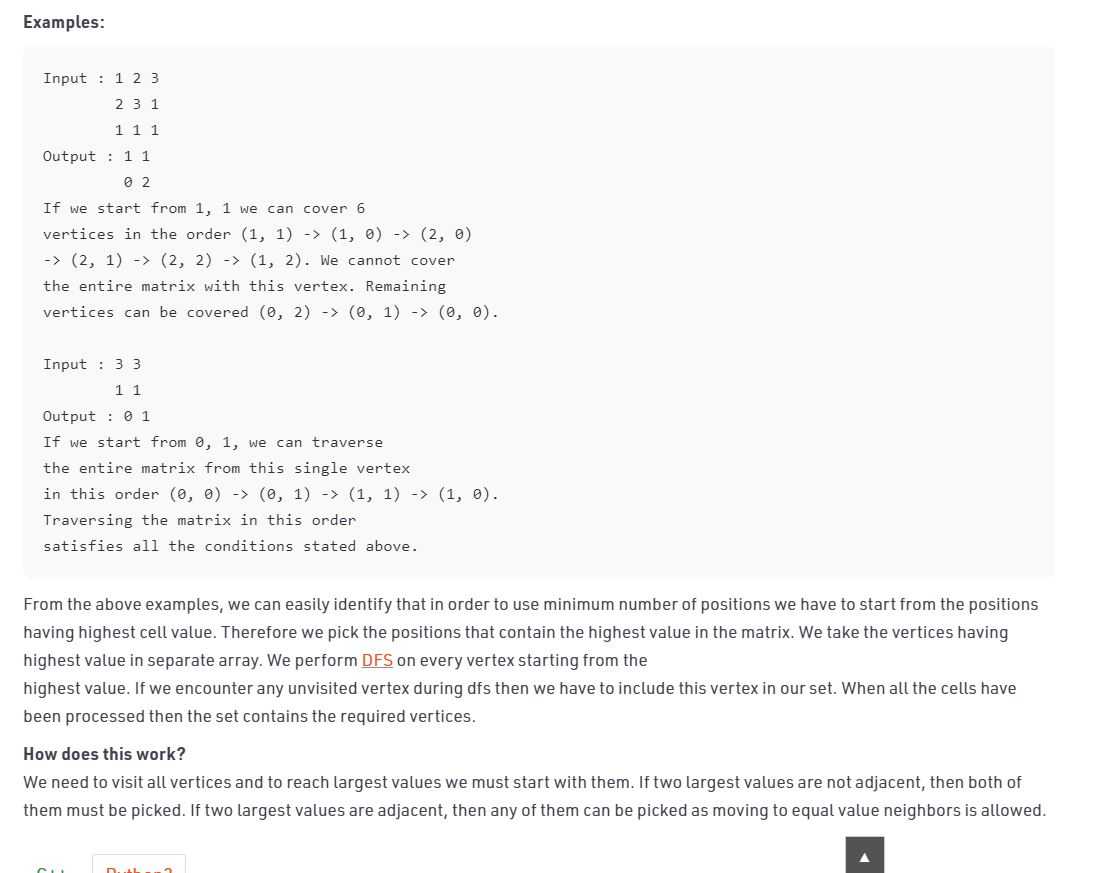 Examples:
Input : 1 2 3
2 3 1
1 1 1
Output : 1 1
0 2
If we start from 1, 1 we can cover 6
vertices in the order (1, 1) -> (1, 0) -> (2, 0)
-> (2, 1) -> (2, 2) -> (1, 2). We cannot cover
the entire matrix with this vertex. Remaining
vertices can be covered (0, 2) -> (0, 1) -> (0, 0).
Input : 3 3
1 1
Output : 0 1
If we start from 0, 1, we can traverse
the entire matrix from this single vertex
in this order (0, 0) -> (0, 1) -> (1, 1) -> (1, 0).
Traversing the matrix in this order
satisfies all the conditions stated above.
From the above examples, we can easily identify that in order to use minimum number of positions we have to start from the positions
having highest cell value. Therefore we pick the positions that contain the highest value in the matrix. We take the vertices having
highest value in separate array. We perform DFS on every vertex starting from the
highest value. If we encounter any unvisited vertex during dfs then we have to include this vertex in our set. When all the cells have
been processed then the set contains the required vertices.
How does this work?
We need to visit all vertices and to reach largest values we must start with them. If two largest values are not adjacent, then both of
them must be picked. If two largest values are adjacent, then any of them can be picked as moving to equal value neighbors is allowed.